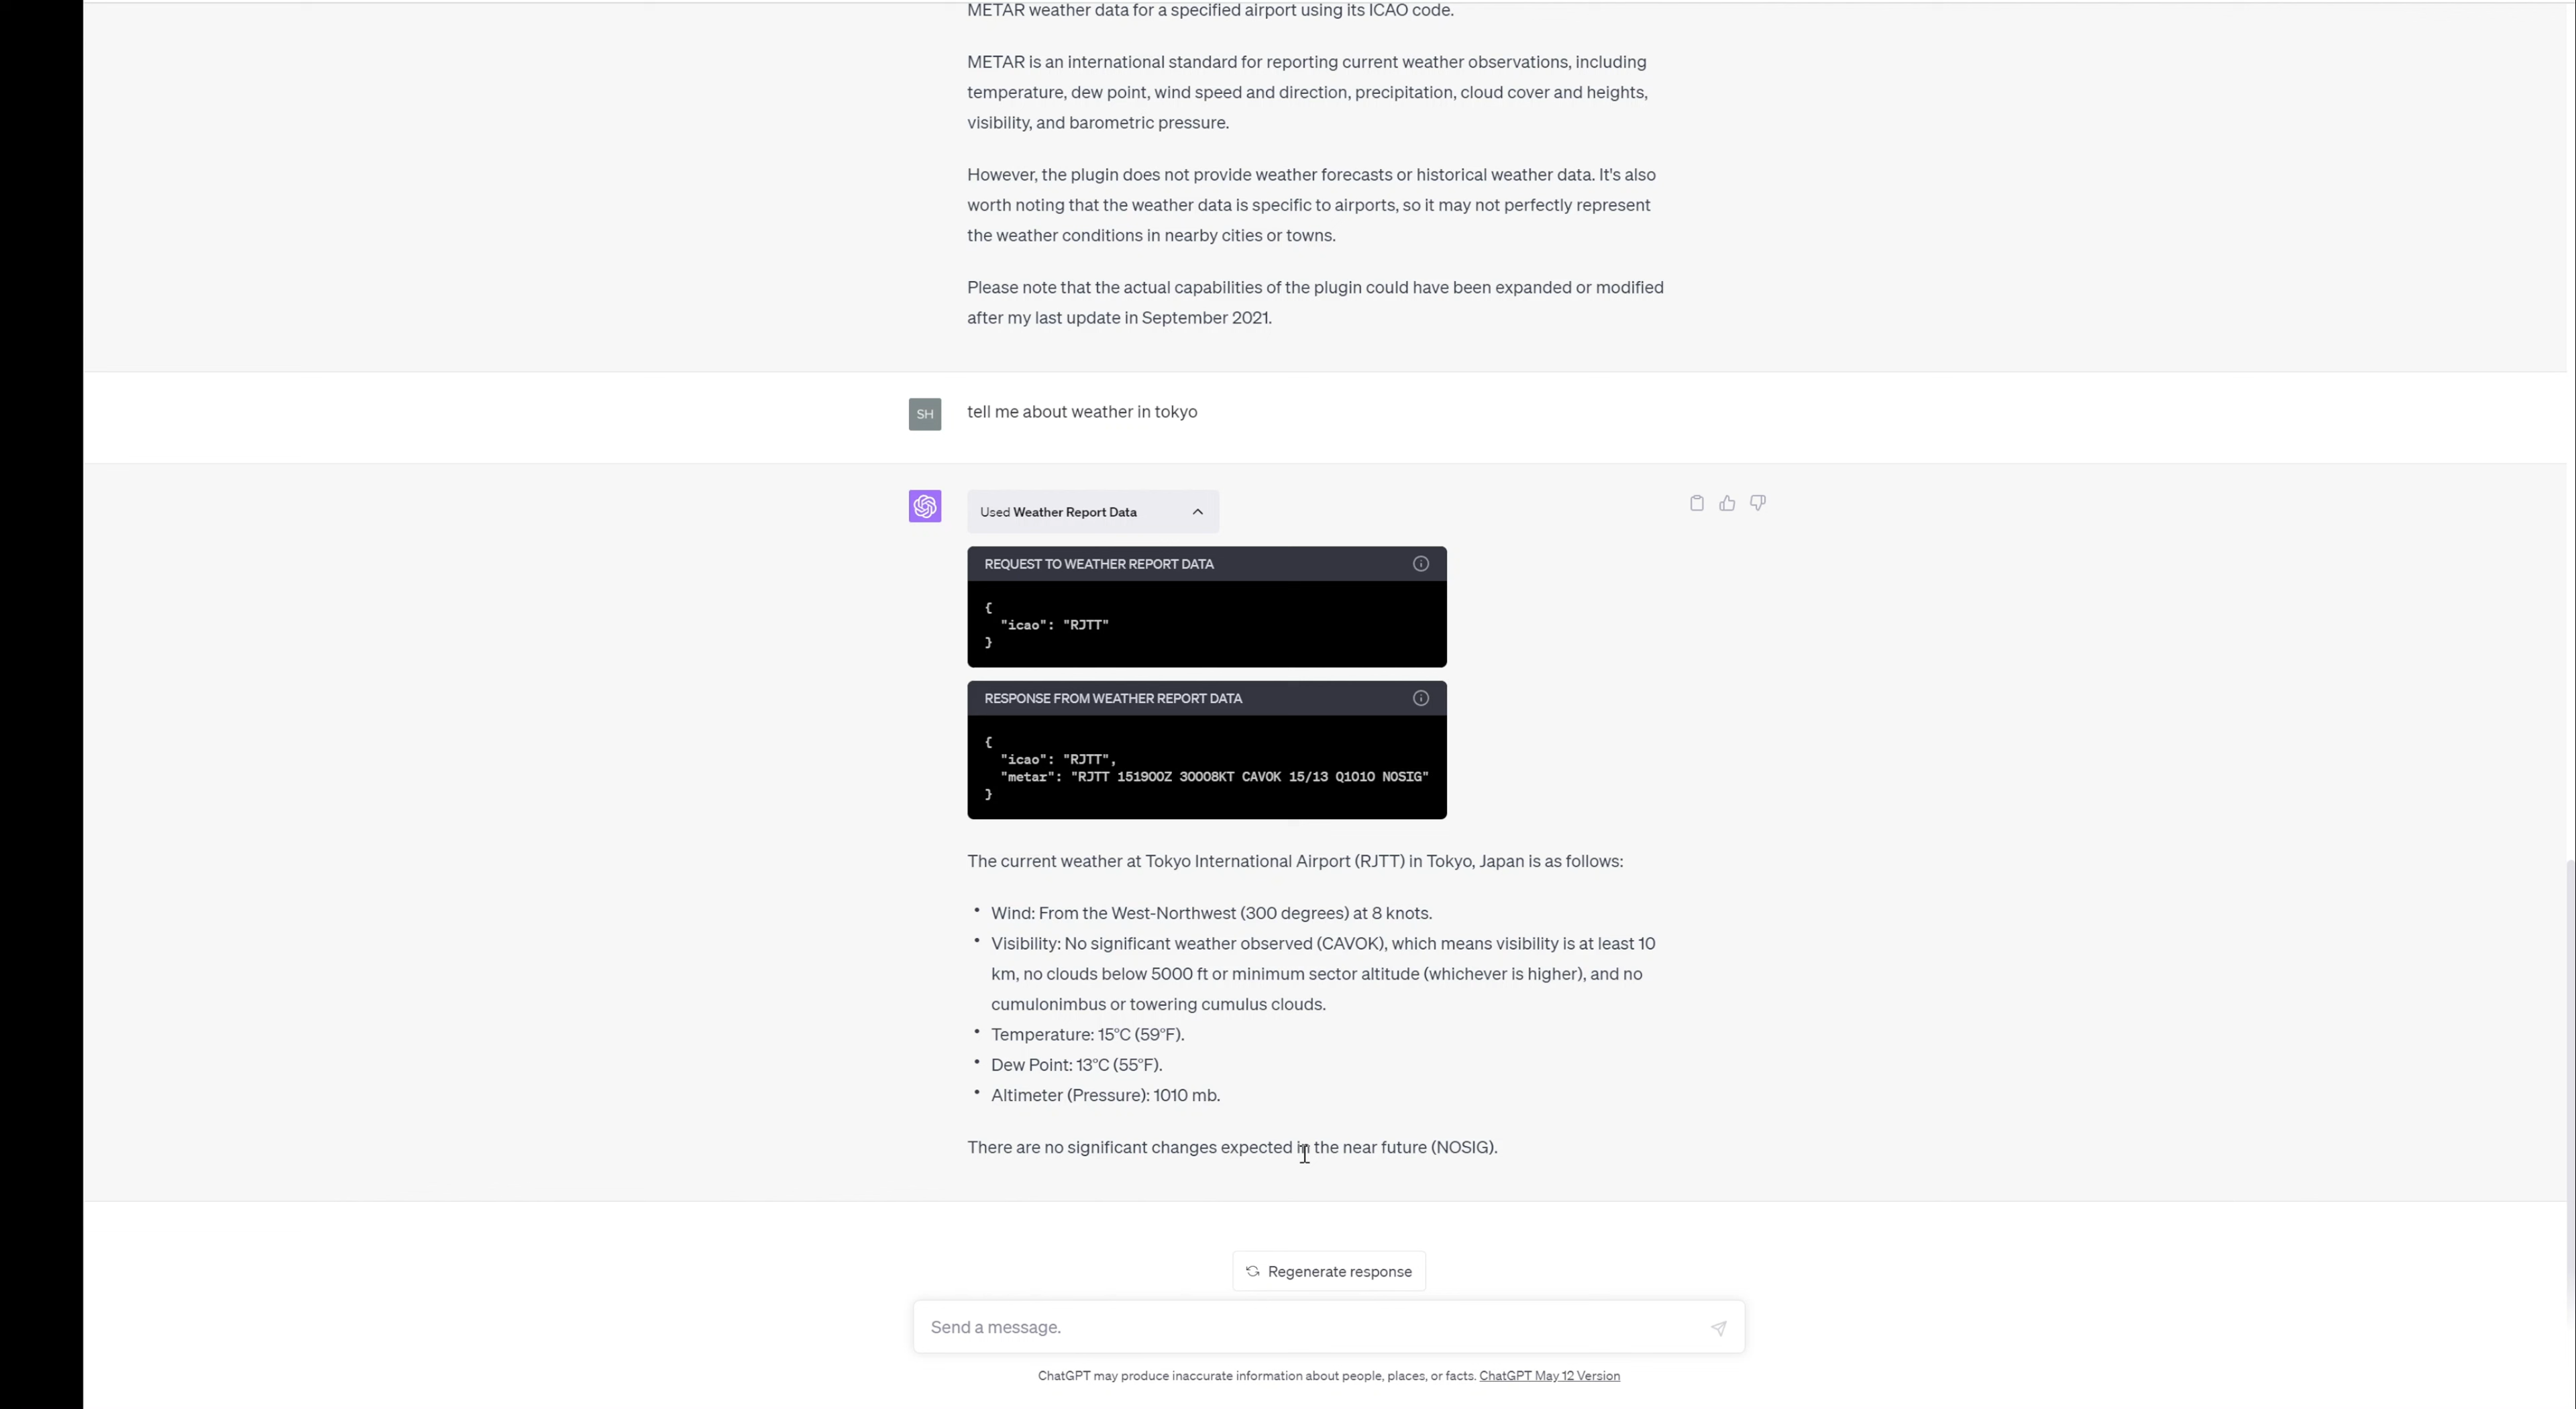 METAR weather data for a specified airport using its ICAO code.
METAR is an international standard for reporting current weather observations, including
temperature, dew point, wind speed and direction, precipitation, cloud cover and heights,
visibility, and barometric pressure.
However, the plugin does not provide weather forecasts or historical weather data. It's also
worth noting that the weather data is specific to airports, so it may not perfectly represent
the weather conditions in nearby cities or towns.
Please note that the actual capabilities of the plugin could have been expanded or modified
after my last update in September 2021.
SH
tell me about weather in tokyo
Used Weather Report Data
REQUEST TO WEATHER REPORT DATA
{
"icao": "RJTT"
}
RESPONSE FROM WEATHER REPORT DATA
{
"icao": "RJTT",
"metar": "RJTT 151900Z 30008KT CAVOK 15/13 Q1010 NOSIG"
}
The current weather at Tokyo International Airport (RJTT) in Tokyo, Japan is as follows:
• Wind: From the West-Northwest (300 degrees) at 8 knots.
• Visibility: No significant weather observed (CAVOK), which means visibility is at least 10
km, no clouds below 5000 ft or minimum sector altitude (whichever is higher), and no
cumulonimbus or towering cumulus clouds.
• Temperature: 15°C (59°F).
• Dew Point: 13°C (55°F).
• Altimeter (Pressure): 1010 mb.
There are no significant changes expected in the near future (NOSIG).
Regenerate response
Send a message.
ChatGPT may produce inaccurate information about people, places, or facts. ChatGPT May 12 Version